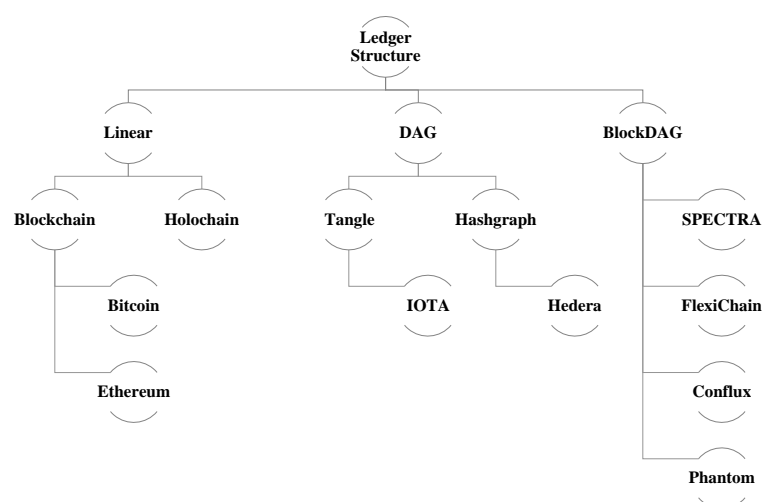 Ledger
Structure
Linear
DAG
BlockDAG
Blockchain
Holochain
Tangle
Hashgraph
SPECTRA
Bitcoin
IOTA
Hedera
FlexiChain
Ethereum
Conflux
Phantom